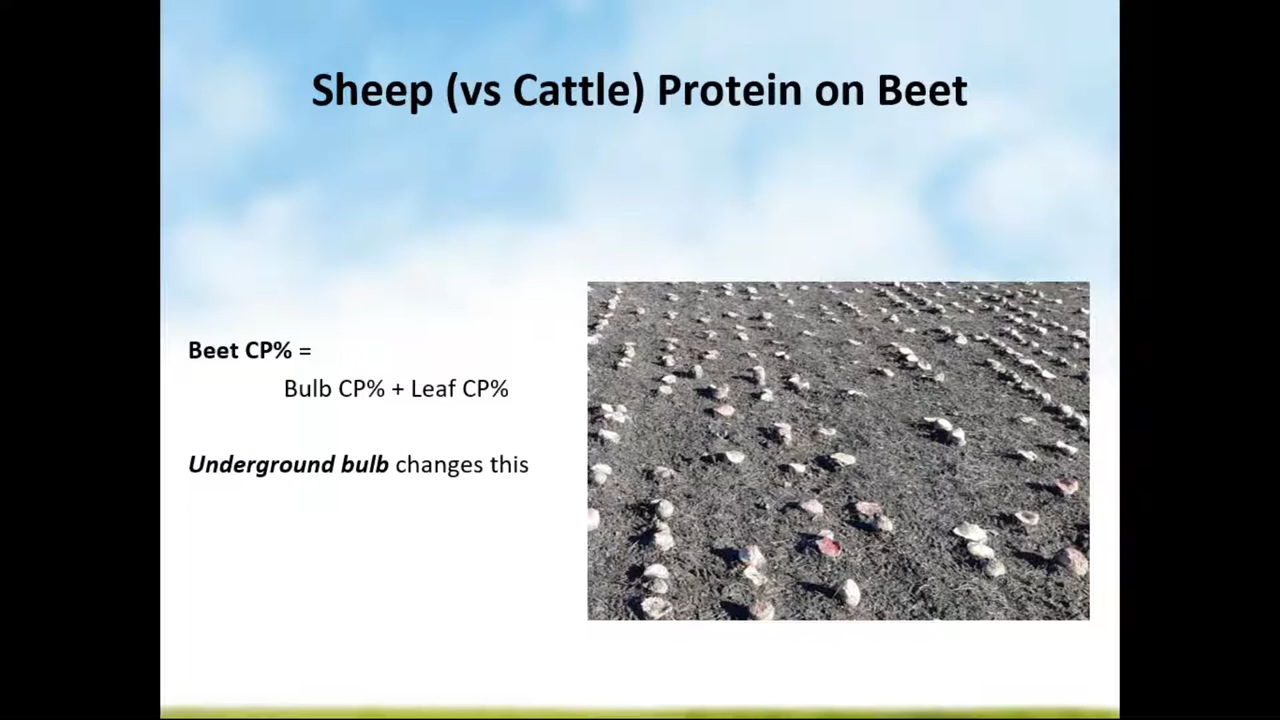 Sheep (vs Cattle) Protein on Beet
Beet CP% =
Bulb CP% + Leaf CP%
Underground bulb changes this